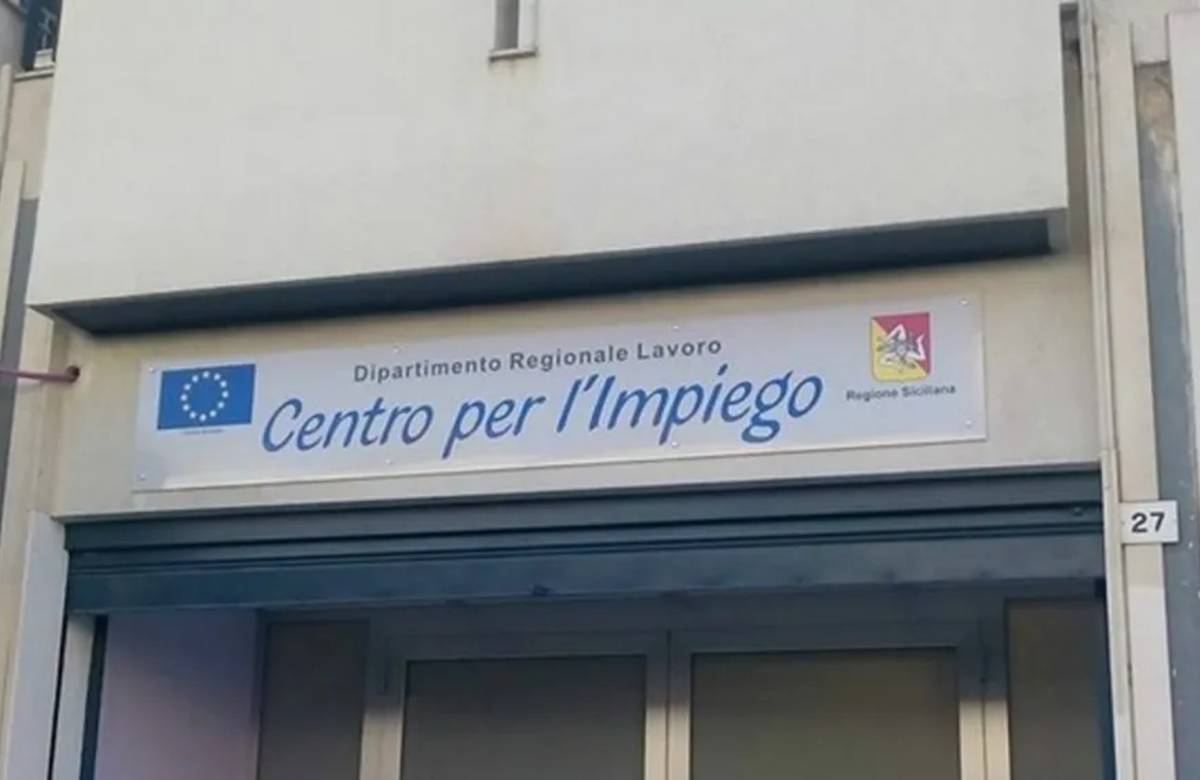 Dipartimento Regionale Lavoro
Centro per l'Impiego
Regione Siciliana
27